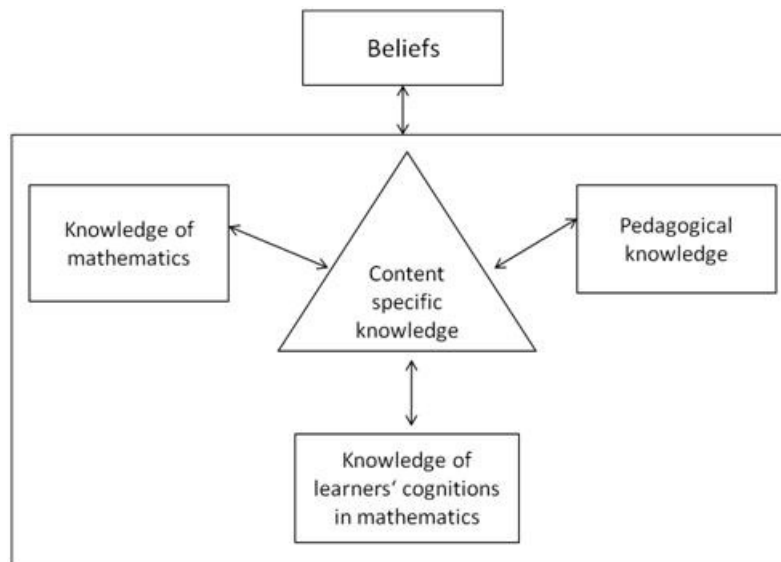 Beliefs
Knowledge of
mathematics
Content
specific
knowledge
Pedagogical
knowledge
Knowledge of
learners‘ cognitions
in mathematics